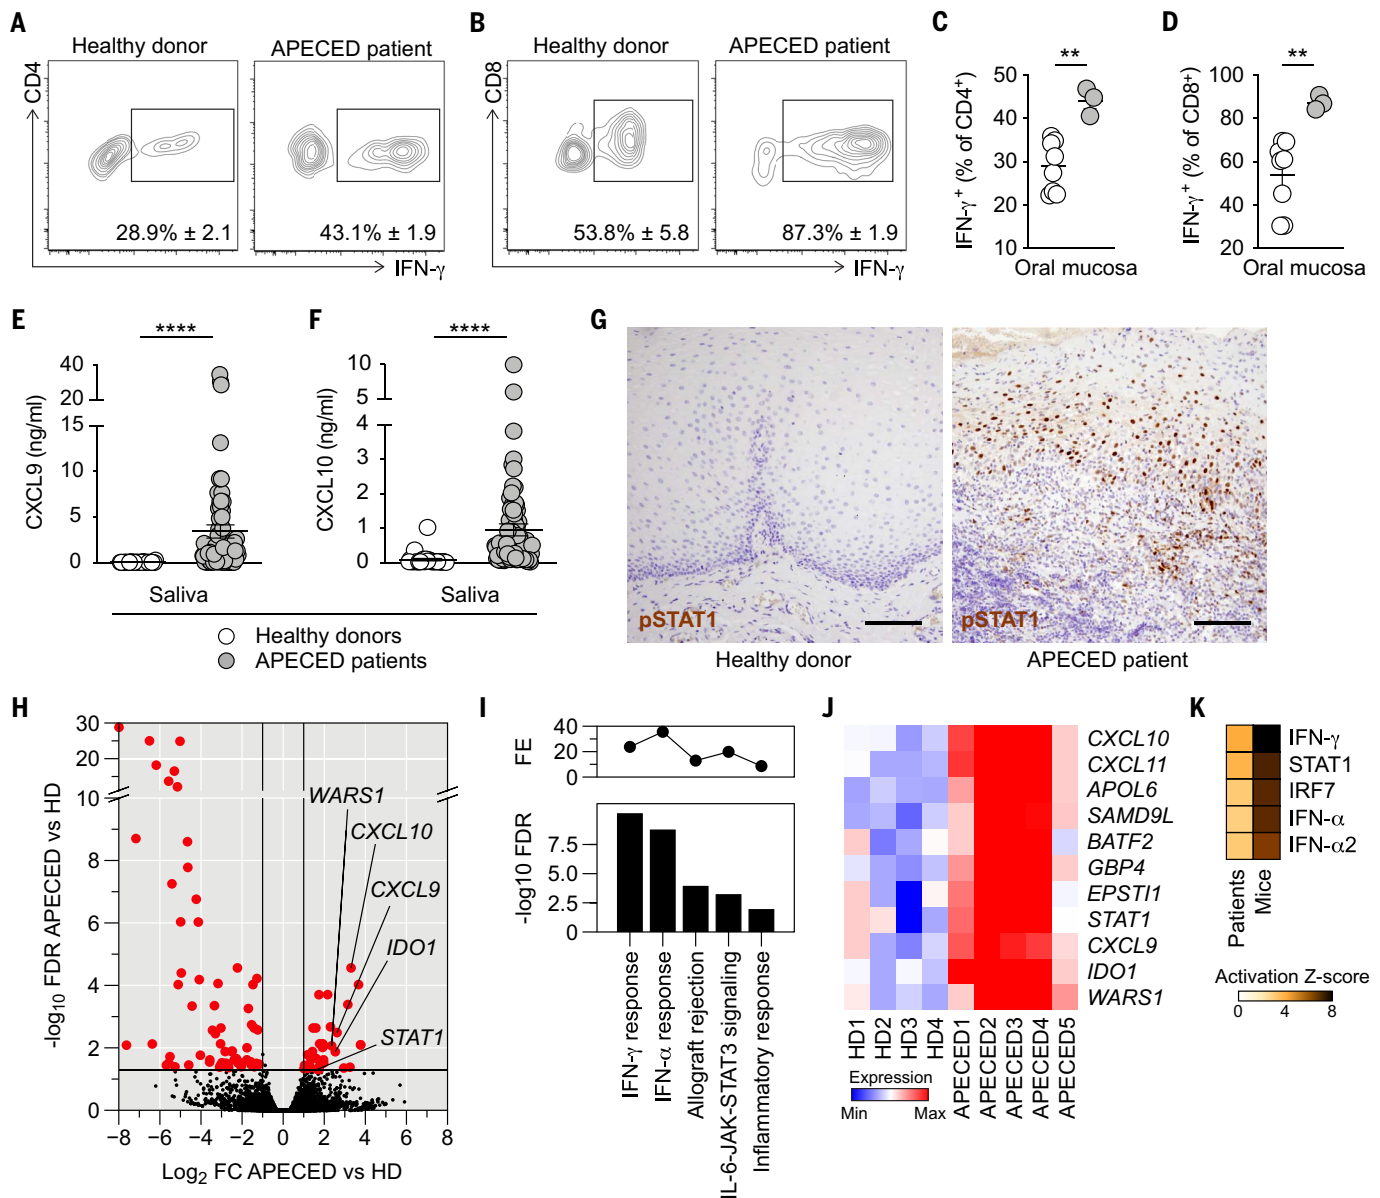 A
Healthy donor
APECED patient
CD4
28.9% ± 2.1
43.1% ± 1.9
IFN-γ
B
Healthy donor
APECED patient
CD8
53.8% ± 5.8
87.3% ± 1.9
IFN-γ
C
**
IFN-γ+ (% of CD4+)
50
40
30
20
10
Oral mucosa
D
**
IFN-γ+ (% of CD8+)
100
80
60
40
20
Oral mucosa
E
****
CXCL9 (ng/ml)
40
20
15
10
5
0
Saliva
F
****
CXCL10 (ng/ml)
10
5
4
3
2
1
0
Saliva
Healthy donors
APECED patients
G
pSTAT1
Healthy donor
pSTAT1
APECED patient
H
-log10 FDR APECED vs HD
30
20
10
8
6
4
2
0
WARS1
CXCL10
CXCL9
IDO1
STAT1
−8 −6 −4 −2 0 2 4 6 8
Log2 FC APECED vs HD
I
FE
40
20
0
-log10 FDR
7.5
5
2.5
0
IFN-γ response
IFN-α response
Allograft rejection
IL-6-JAK-STAT3 signaling
Inflammatory response
J
CXCL10
CXCL11
APOL6
SAMD9L
BATF2
GBP4
EPSTI1
STAT1
CXCL9
IDO1
WARS1
HD1
HD2
HD3
HD4
APECED1
APECED2
APECED3
APECED4
APECED5
Expression
Min Max
K
IFN-γ
STAT1
IRF7
IFN-α
IFN-α2
Patients
Mice
Activation Z-score
0 4 8